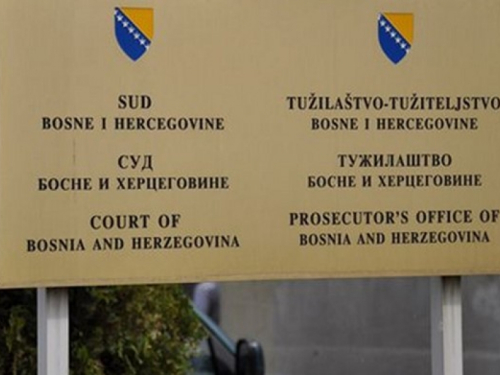 SUD
BOSNE I HERCEGOVINE
СУД
БОСНЕ И ХЕРЦЕГОВИНЕ
COURT OF
BOSNIA AND HERZEGOVINA
TUŽILAŠTVO-TUŽITELJSTVO
BOSNE I HERCEGOVINE
ТУЖИЛАШТВО
БОСНЕ И ХЕРЦЕГОВИНЕ
PROSECUTOR'S OFFICE OF
BOSNIA AND HERZEGOVINA